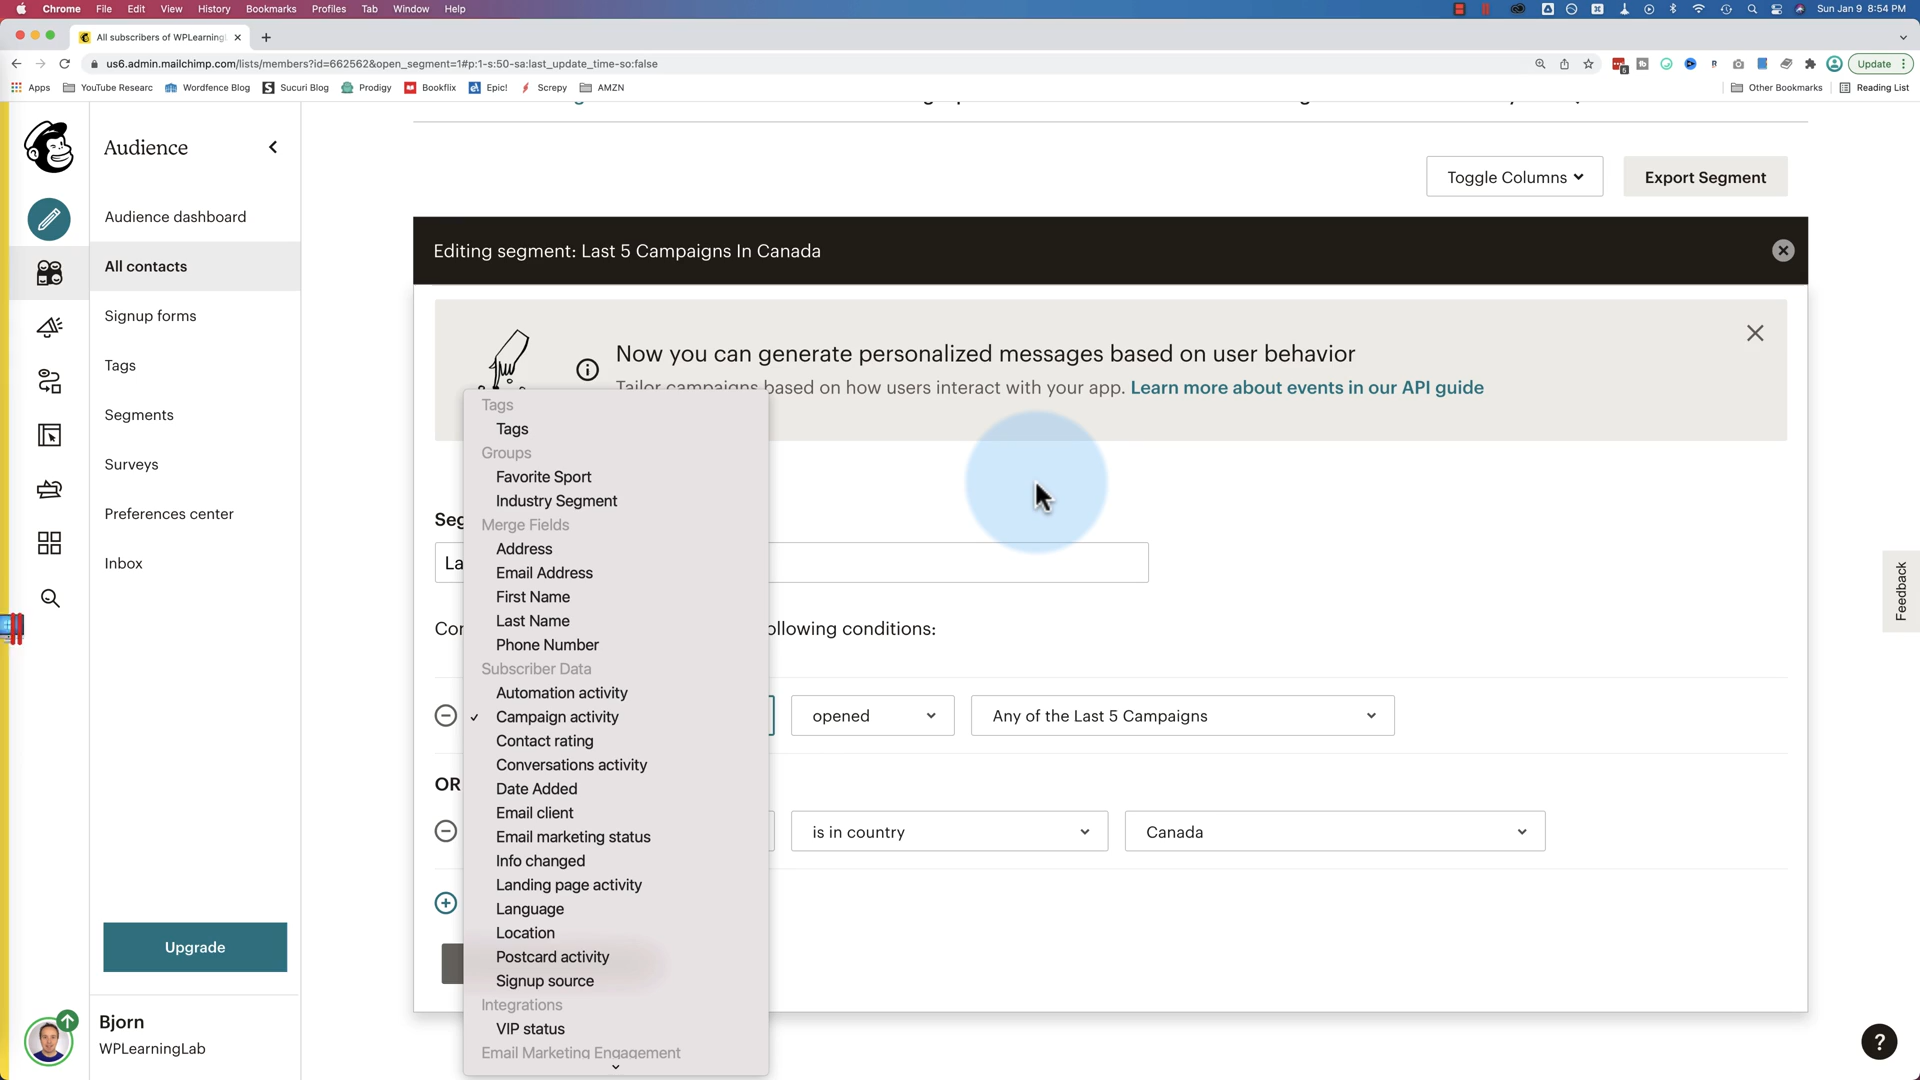 Chrome File Edit View History Bookmarks Profiles Tab Window Help Sun Jan 9 8:54 PM
All subscribers of WPLearning
us6.admin.mailchimp.com/lists/members?id=662562&open_segment=1#p:1-s:50-sa:last_update_time-so:false Update
Apps YouTube Researc Wordfence Blog Sucuri Blog Prodigy Bookflix Epic! Screpy AMZN Other Bookmarks Reading List
Audience
Audience dashboard
All contacts
Signup forms
Tags
Segments
Surveys
Preferences center
Inbox
Upgrade
Bjorn
WPLearningLab
Toggle Columns Export Segment
Editing segment: Last 5 Campaigns In Canada
Now you can generate personalized messages based on user behavior
Tailor campaigns based on how users interact with your app. Learn more about events in our API guide
Seg
La
Con
ollowing conditions:
opened Any of the Last 5 Campaigns
OR
is in country Canada
Tags
Tags
Groups
Favorite Sport
Industry Segment
Merge Fields
Address
Email Address
First Name
Last Name
Phone Number
Subscriber Data
Automation activity
✓ Campaign activity
Contact rating
Conversations activity
Date Added
Email client
Email marketing status
Info changed
Landing page activity
Language
Location
Postcard activity
Signup source
Integrations
VIP status
Email Marketing Engagement
Feedback
?